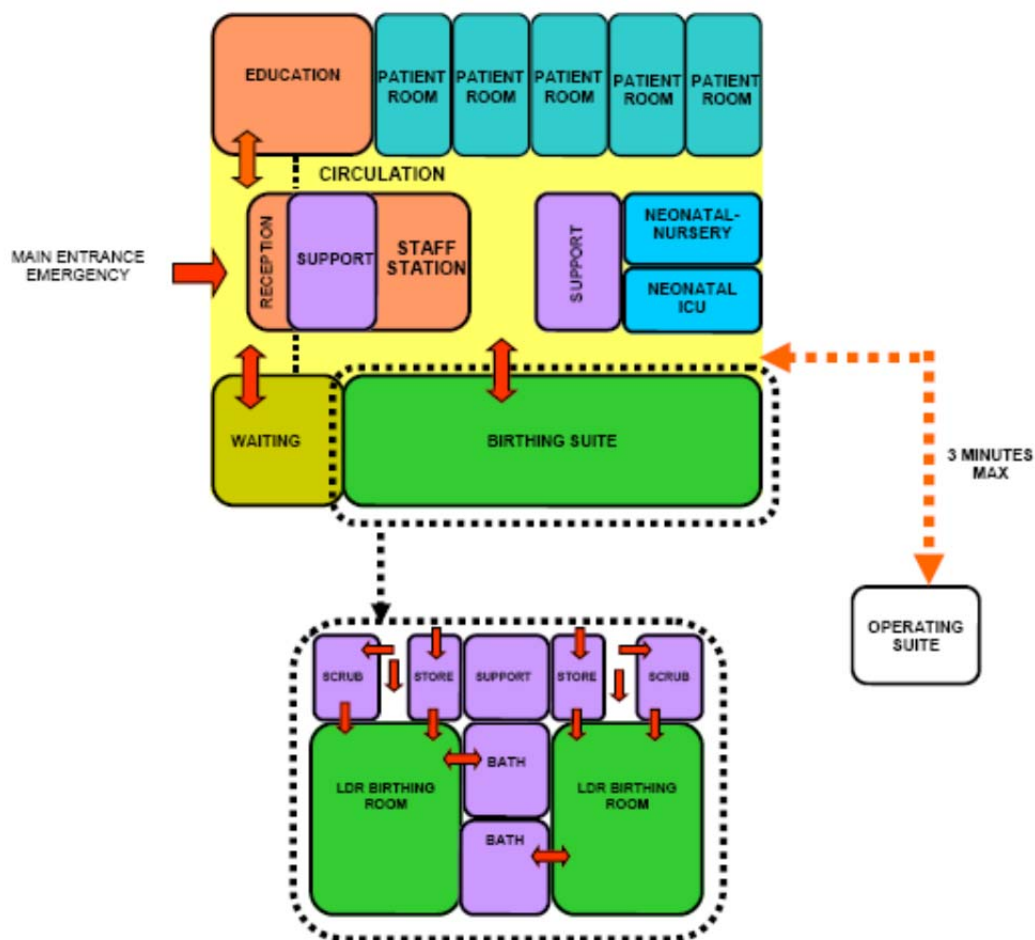 EDUCATION
PATIENT
ROOM
PATIENT
ROOM
PATIENT
ROOM
PATIENT
ROOM
PATIENT
ROOM
CIRCULATION
MAIN ENTRANCE
EMERGENCY
RECEPTION
SUPPORT
STAFF
STATION
SUPPORT
NEONATAL-
NURSERY
NEONATAL
ICU
WAITING
BIRTHING SUITE
3 MINUTES
MAX
OPERATING
SUITE
SCRUB
STORE
SUPPORT
STORE
SCRUB
LDR BIRTHING
ROOM
BATH
LDR BIRTHING
ROOM
BATH